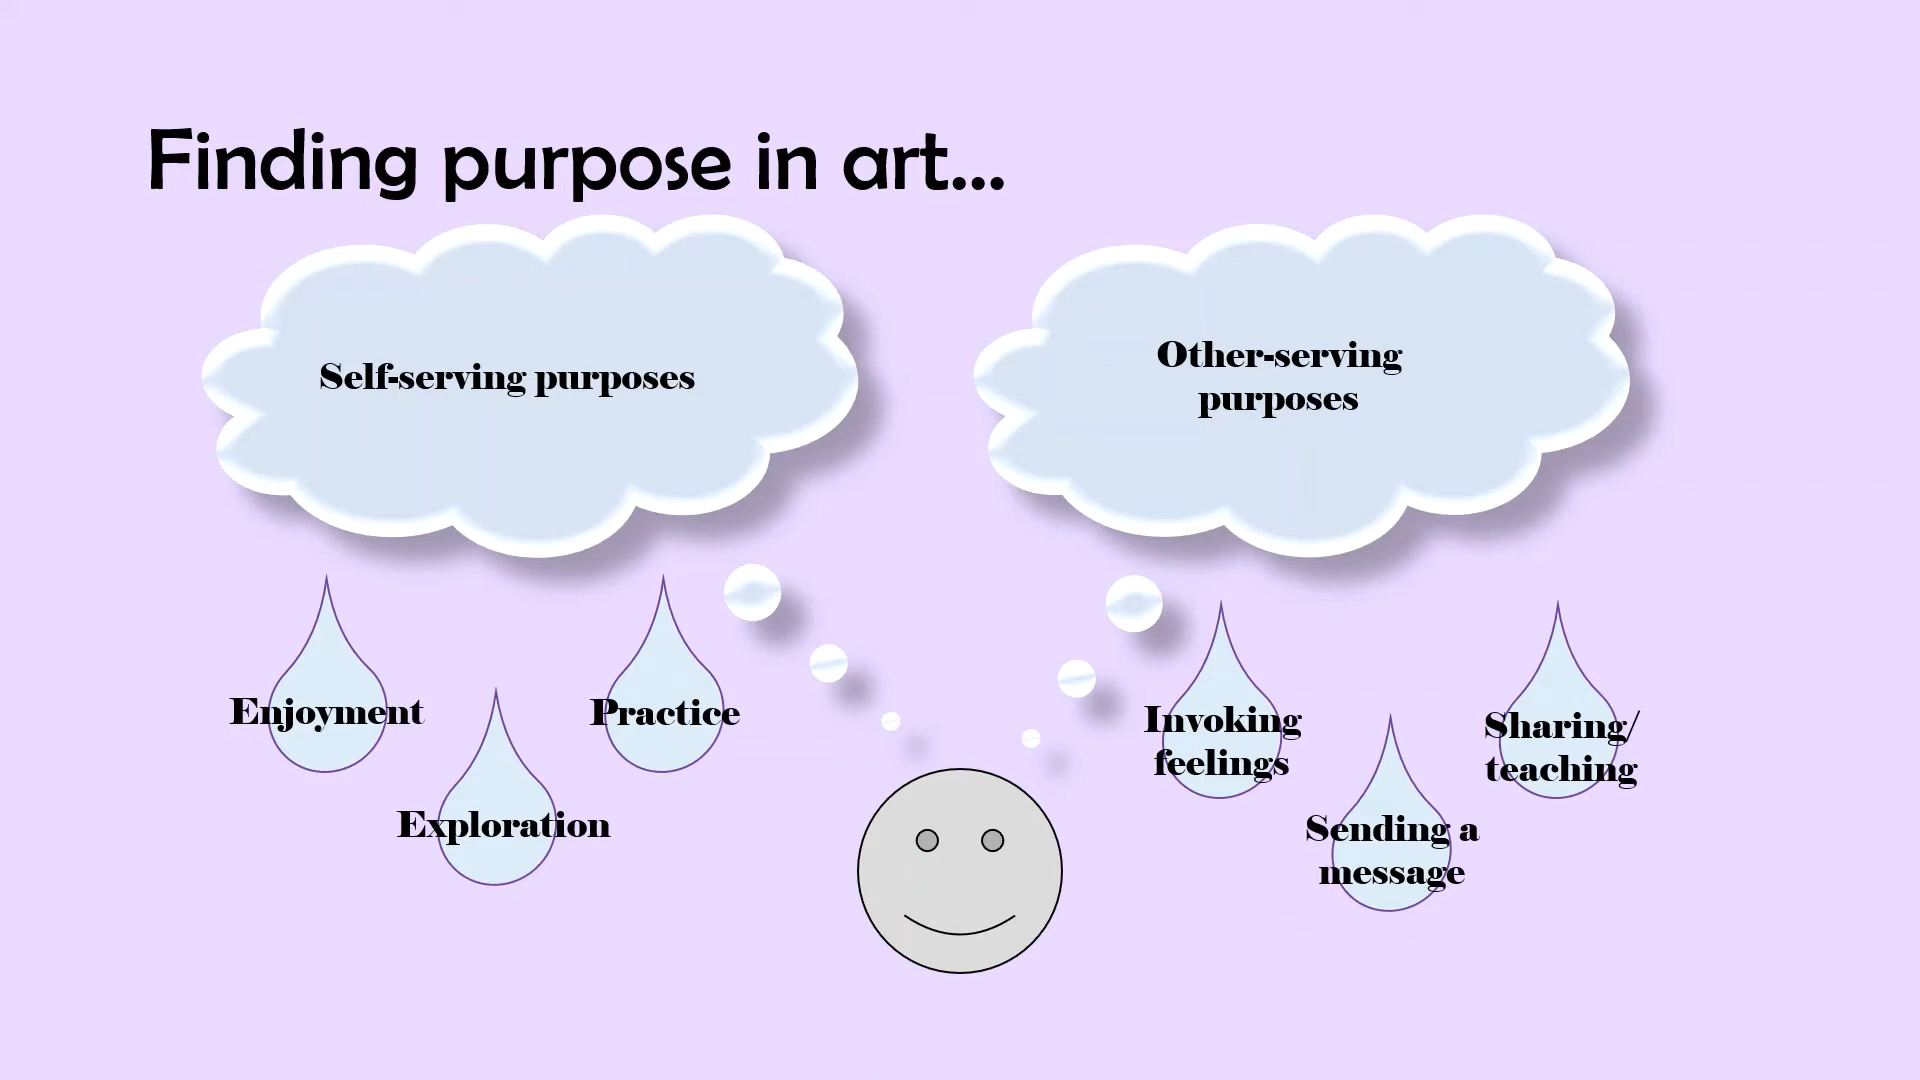 Finding purpose in art...
Self-serving purposes
Other-serving
purposes
Enjoyment
Exploration
Practice
Invoking
feelings
Sending a
message
Sharing/
teaching